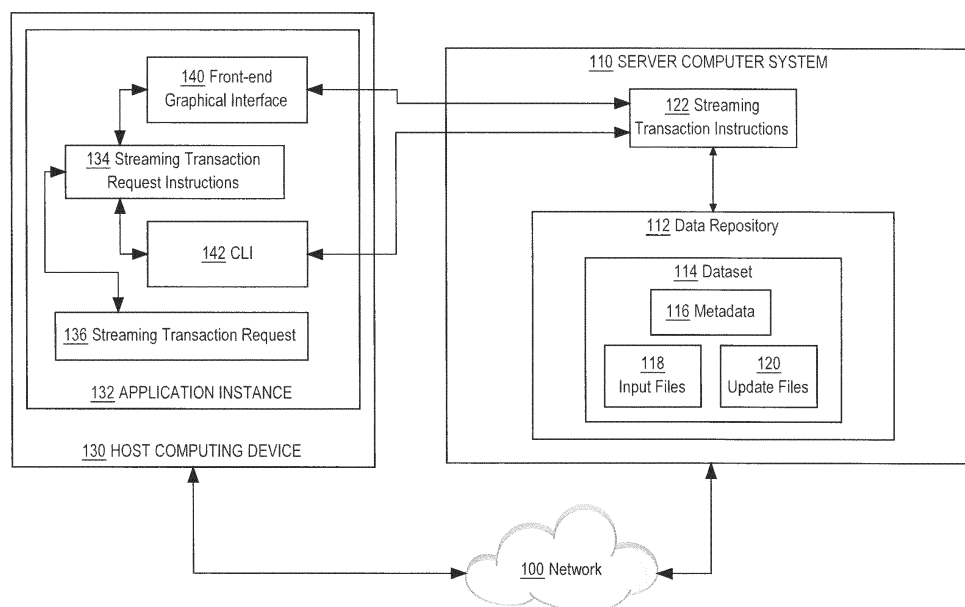 140 Front-end
Graphical Interface
134 Streaming Transaction
Request Instructions
142 CLI
136 Streaming Transaction Request
132 APPLICATION INSTANCE
130 HOST COMPUTING DEVICE
110 SERVER COMPUTER SYSTEM
122 Streaming
Transaction Instructions
112 Data Repository
114 Dataset
116 Metadata
118
Input Files
120
Update Files
100 Network